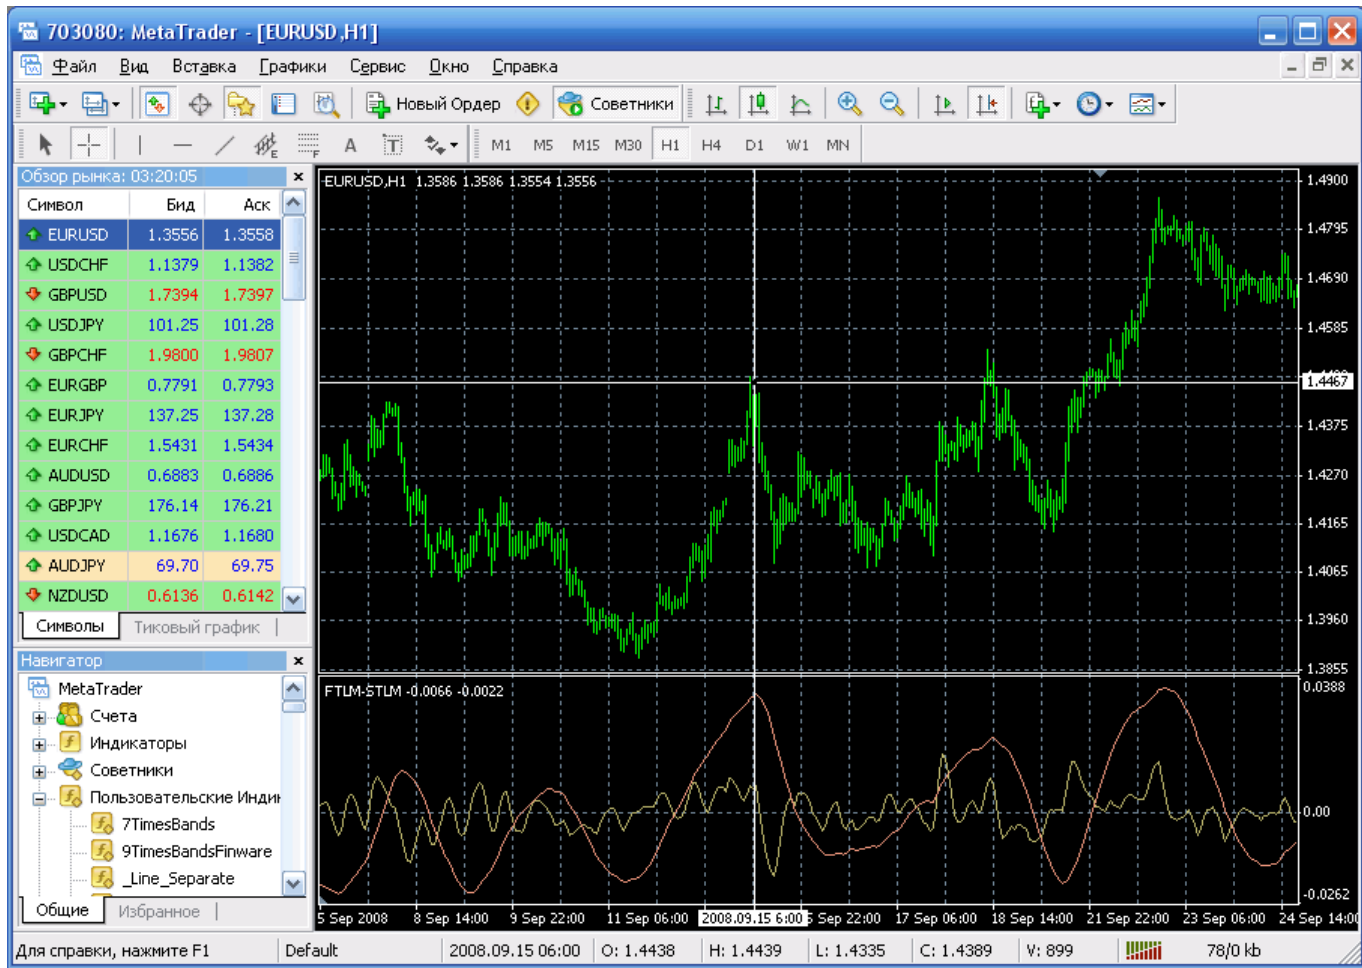 703080: MetaTrader - [EURUSD,H1]
Файл Вид Вставка Графики Сервис Окно Справка
Новый Ордер Советники
A T M1 M5 M15 M30 H1 H4 D1 W1 MN
Обзор рынка: 03:20:05
Символ Бид Аск
EURUSD 1.3556 1.3558
USDCHF 1.1379 1.1382
GBPUSD 1.7394 1.7397
USDJPY 101.25 101.28
GBPCHF 1.9800 1.9807
EURGBP 0.7791 0.7793
EURJPY 137.25 137.28
EURCHF 1.5431 1.5434
AUDUSD 0.6883 0.6886
GBPJPY 176.14 176.21
USDCAD 1.1676 1.1680
AUDJPY 69.70 69.75
NZDUSD 0.6136 0.6142
Символы Тиковый график
Навигатор
MetaTrader
Счета
Индикаторы
Советники
Пользовательские Инди
7TimesBands
9TimesBandsFinware
_Line_Separate
Общие Избранное
EURUSD,H1 1.3586 1.3586 1.3554 1.3556
1.4900
1.4795
1.4690
1.4585
1.4467
1.4375
1.4270
1.4165
1.4065
1.3960
1.3855
FTLM-STLM -0.0066 -0.0022
0.0388
0.00
-0.0262
5 Sep 2008 8 Sep 14:00 9 Sep 22:00 11 Sep 06:00 2008.09.15 6:00 Sep 22:00 17 Sep 06:00 18 Sep 14:00 21 Sep 22:00 23 Sep 06:00 24 Sep 14:00
Для справки, нажмите F1 Default 2008.09.15 06:00 O: 1.4438 H: 1.4439 L: 1.4335 C: 1.4389 V: 899 78/0 kb